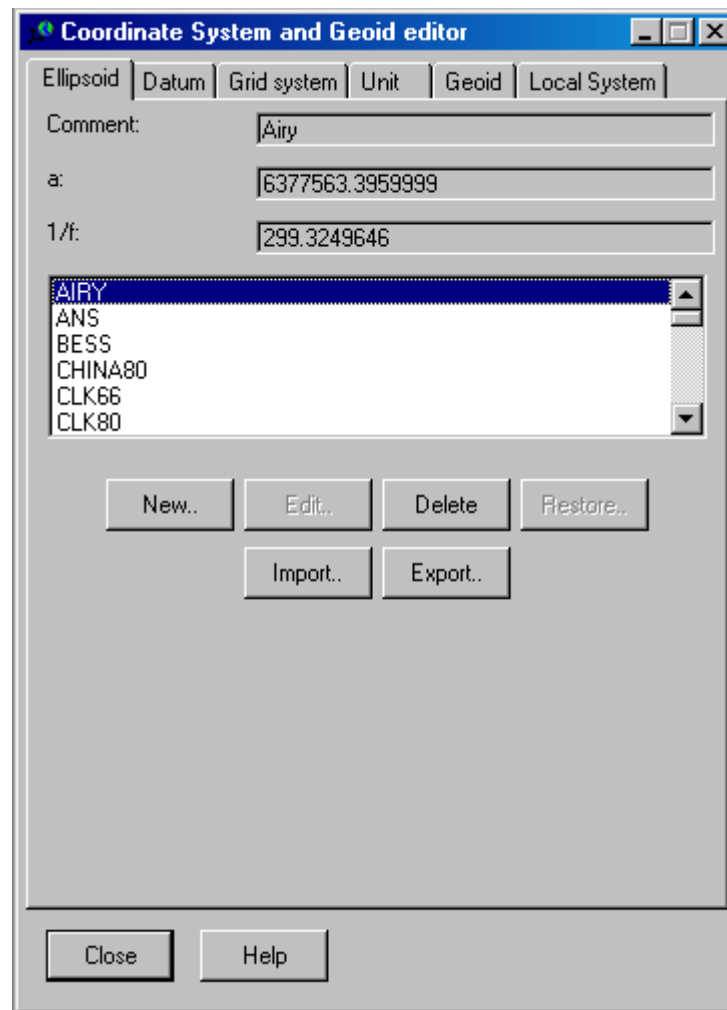 Coordinate System and Geoid editor
Ellipsoid Datum Grid system Unit Geoid Local System
Comment: Airy
a: 6377563.3959999
1/f: 299.3249646
AIRY
ANS
BESS
CHINA80
CLK66
CLK80
New.. Edit.. Delete Restore..
Import.. Export..
Close Help